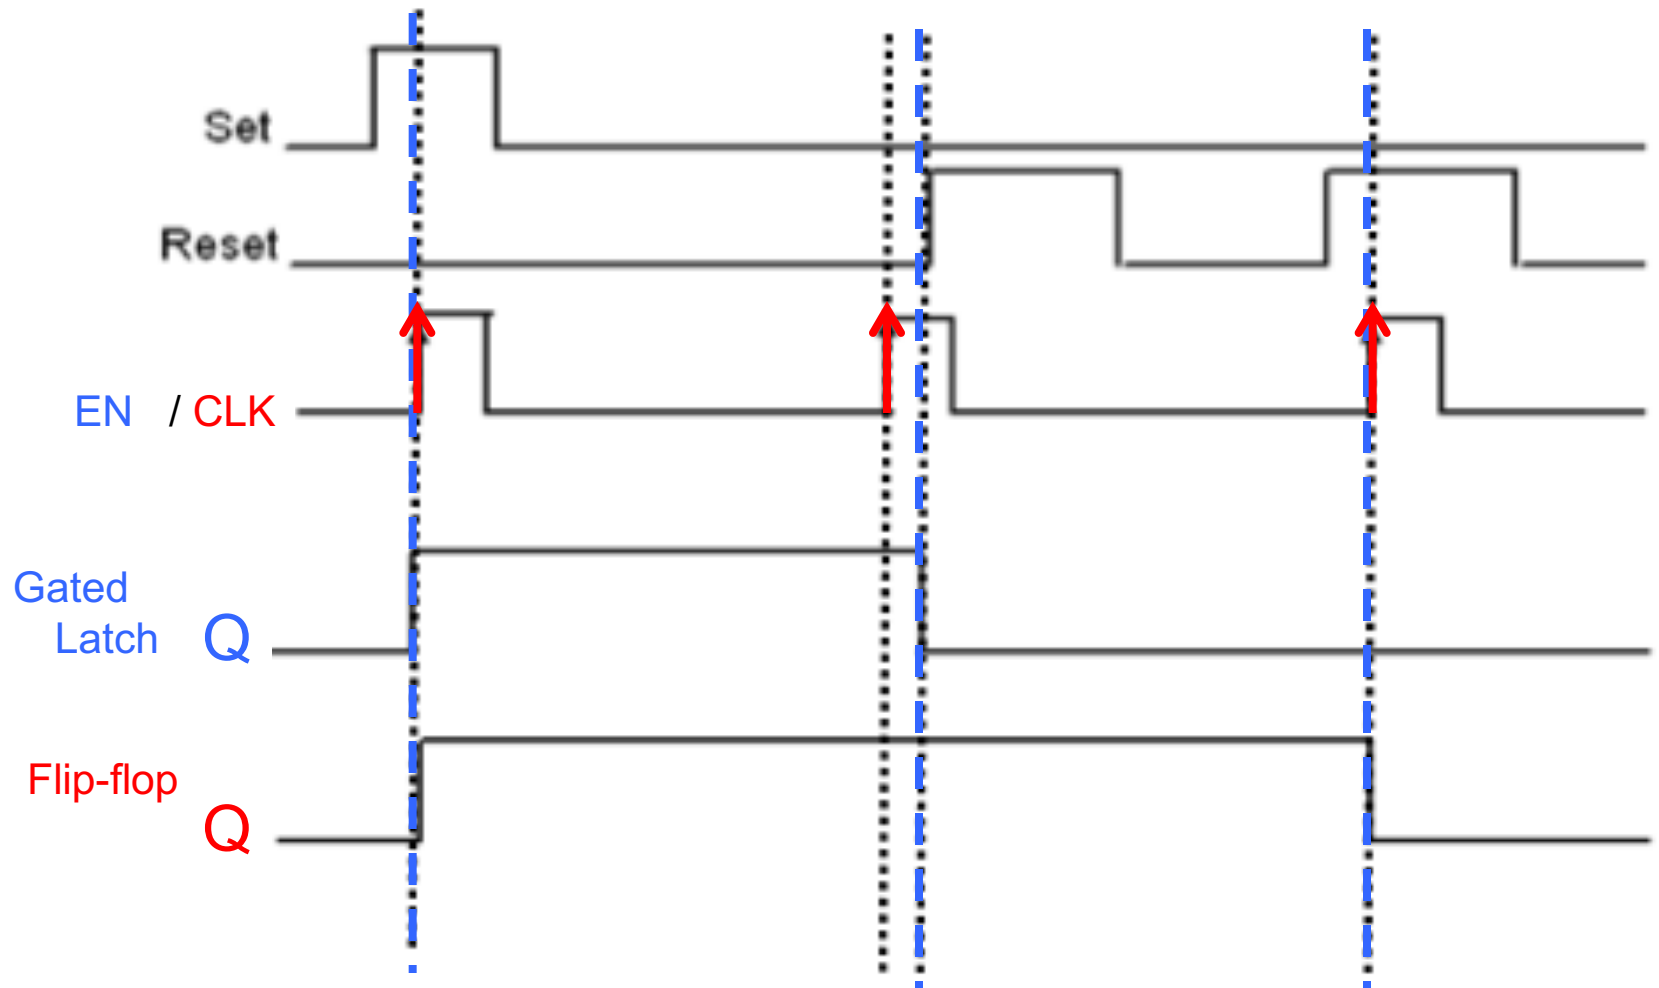 Set
Reset
EN / CLK
Gated
Latch Q
Flip-flop
Q